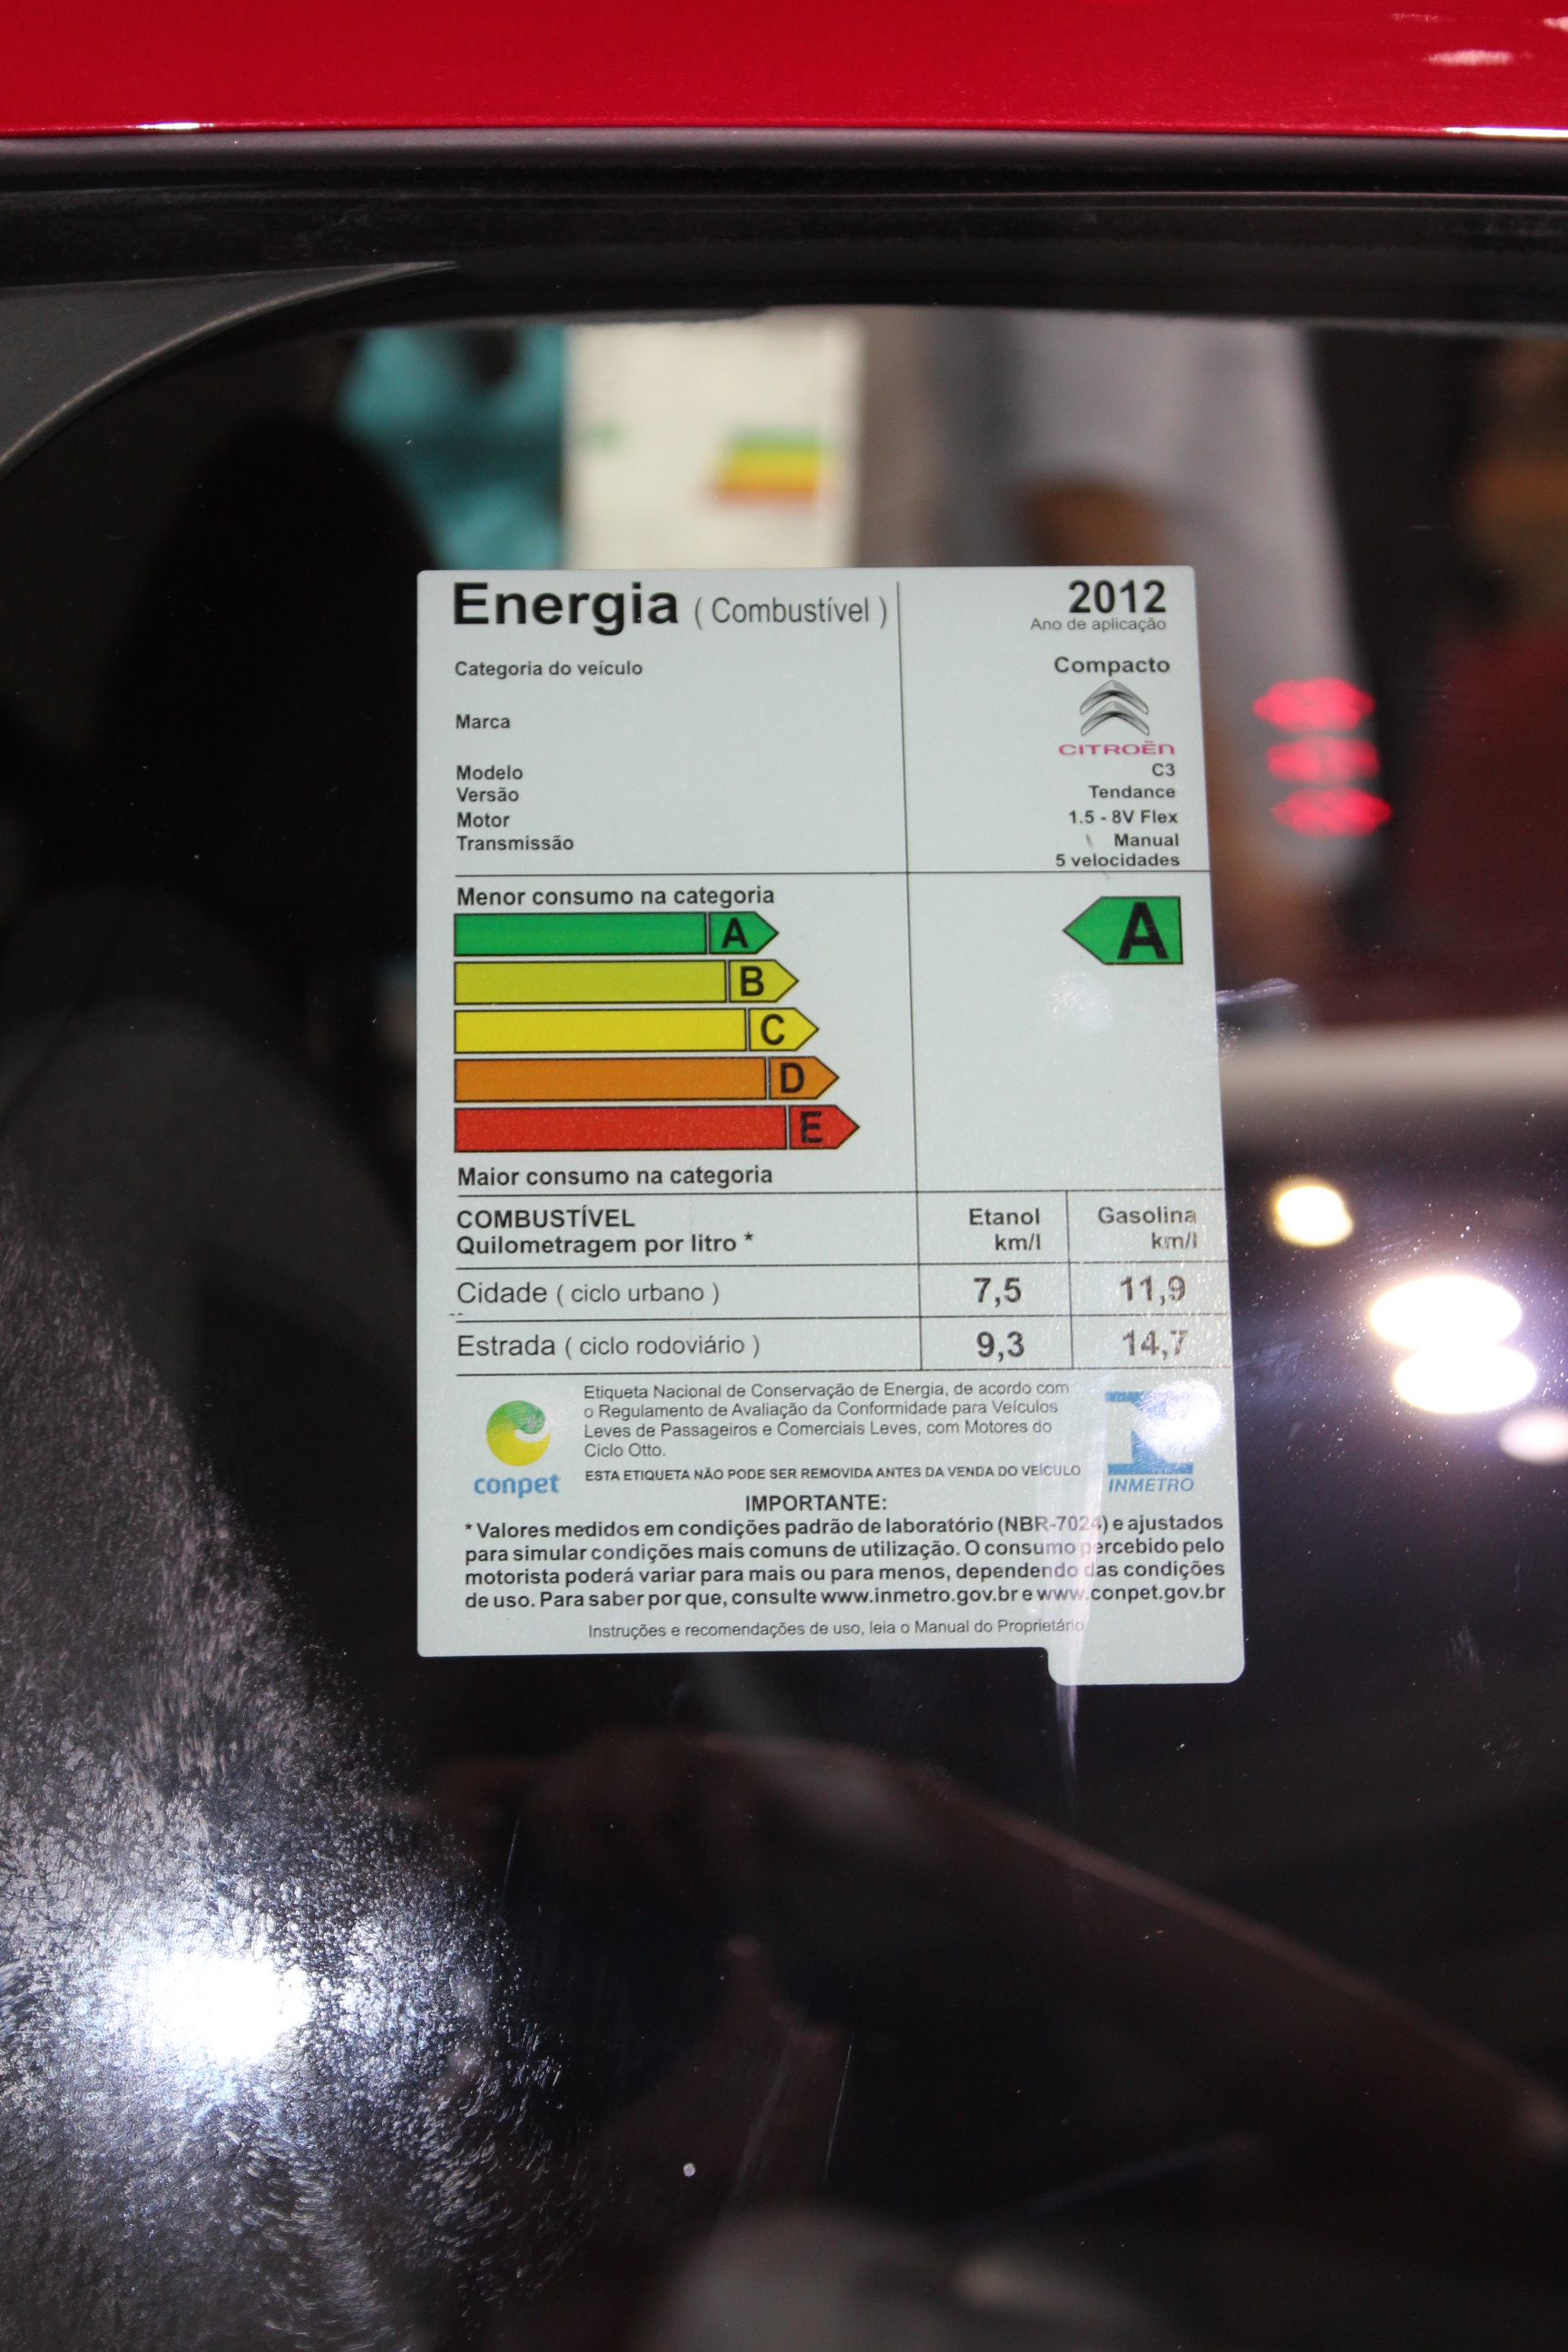 Energia ( Combustível )
2012
Ano de aplicação
Categoria do veículo
Compacto
Marca
CITROËN
Modelo
C3
Versão
Tendance
Motor
1.5 - 8V Flex
Transmissão
Manual
5 velocidades
Menor consumo na categoria
A
A
B
C
D
E
Maior consumo na categoria
COMBUSTÍVEL
Quilometragem por litro *
Etanol
km/l
Gasolina
km/l
Cidade ( ciclo urbano )
7,5
11,9
Estrada ( ciclo rodoviário )
9,3
14,7
conpet
Etiqueta Nacional de Conservação de Energia, de acordo com
o Regulamento de Avaliação da Conformidade para Veículos
Leves de Passageiros e Comerciais Leves, com Motores do
Ciclo Otto.
ESTA ETIQUETA NÃO PODE SER REMOVIDA ANTES DA VENDA DO VEÍCULO
INMETRO
IMPORTANTE:
* Valores medidos em condições padrão de laboratório (NBR-7024) e ajustados
para simular condições mais comuns de utilização. O consumo percebido pelo
motorista poderá variar para mais ou para menos, dependendo das condições
de uso. Para saber por que, consulte www.inmetro.gov.br e www.conpet.gov.br
Instruções e recomendações de uso, leia o Manual do Proprietário